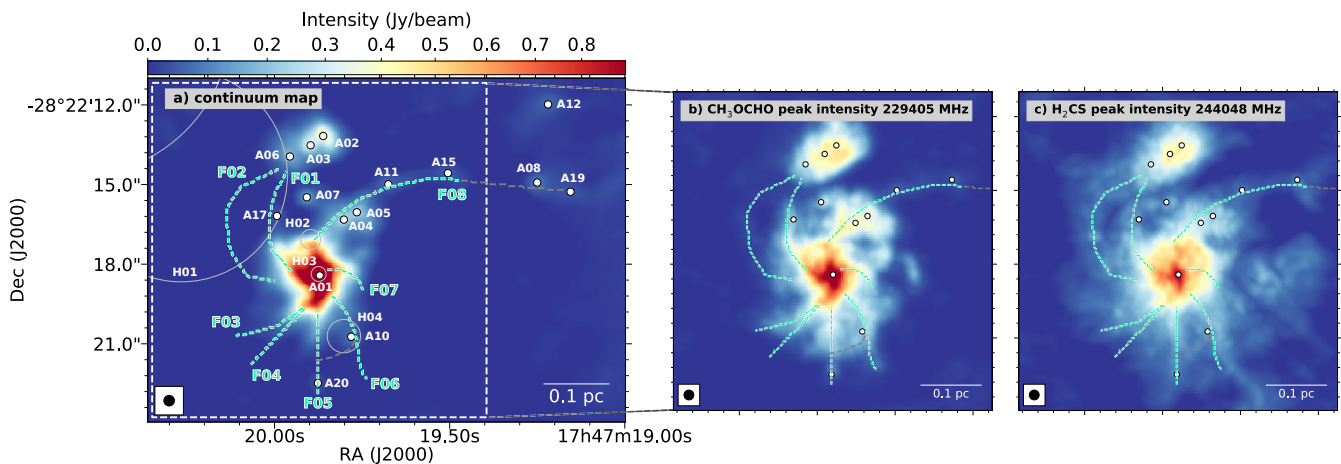 Intensity (Jy/beam)
0.0 0.1 0.2 0.3 0.4 0.5 0.6 0.7 0.8
a) continuum map
b) CH₃OCHO peak intensity 229405 MHz
c) H₂CS peak intensity 244048 MHz
Dec (J2000)
-28°22'12.0"
15.0"
18.0"
21.0"
A12
A02
A03
A06
F02
F01
A11
A15
A08
A19
A07
F08
A17
A05
A04
H02
H01
H03
A01
F07
F03
H04
A10
F04
F06
A20
F05
0.1 pc
0.1 pc
0.1 pc
20.00s
19.50s
17h47m19.00s
RA (J2000)